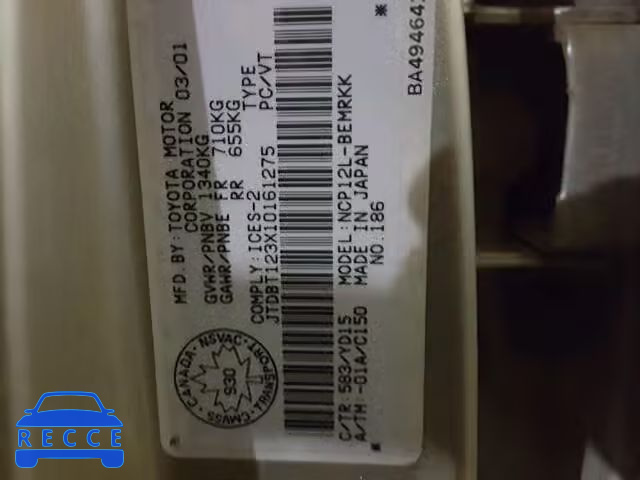 MFD.BY:TOYOTA MOTOR
CORPORATION 03/01
GVWR/PNBV 1340KG
GAWR/PNBE FR 710KG
RR 655KG
COMPLY:ICES-2 TYPE
JTDBT123X10161275 PC/VT
MODEL:NCP12L-BEMRKK
MADE IN JAPAN
NO.186
C/TR:583/YD15
A/TM:-01A/C150
CANADA
NSVAC
TRANSPORT
CMVSS
930
RECCE